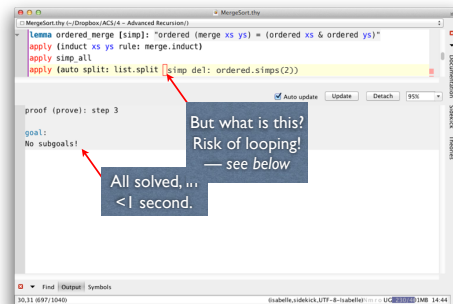 MergeSort.thy
MergeSort.thy (~/Dropbox/ACS/4 - Advanced Recursion/)
lemma ordered_merge [simp]: "ordered (merge xs ys) = (ordered xs & ordered ys)"
apply (induct xs ys rule: merge.induct)
apply simp_all
apply (auto split: list.split simp del: ordered.simps(2))
Auto update Update Detach 95%
proof (prove): step 3
goal:
No subgoals!
But what is this?
Risk of looping!
— see below
All solved, in
<1 second.
Documentation Sidekick Theories
Find Output Symbols
30,31 (697/1040)
(isabelle,sidekick,UTF-8-Isabelle) UG 14:44